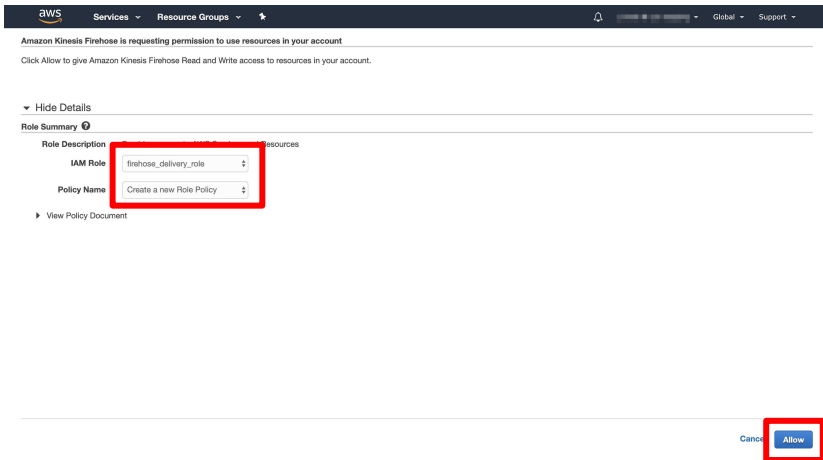 aws Services Resource Groups Global Support
Amazon Kinesis Firehose is requesting permission to use resources in your account
Click Allow to give Amazon Kinesis Firehose Read and Write access to resources in your account.
Hide Details
Role Summary ?
Role Description Resources
IAM Role firehose_delivery_role
Policy Name Create a new Role Policy
View Policy Document
Allow